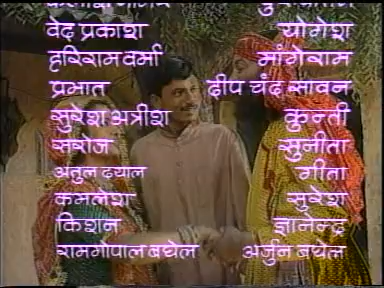 वेद प्रकाश योगेश
हरिराम वर्मा मांगेराम
प्रभात दीप चंद सावन
सुरेश अत्रीश कुन्ती
सरोज सुनीता
अतुल दयाल गीता
कमलेश सुरेश
किशन ज्ञानेन्द्र
रामगोपाल बघेल अर्जुन बघेल